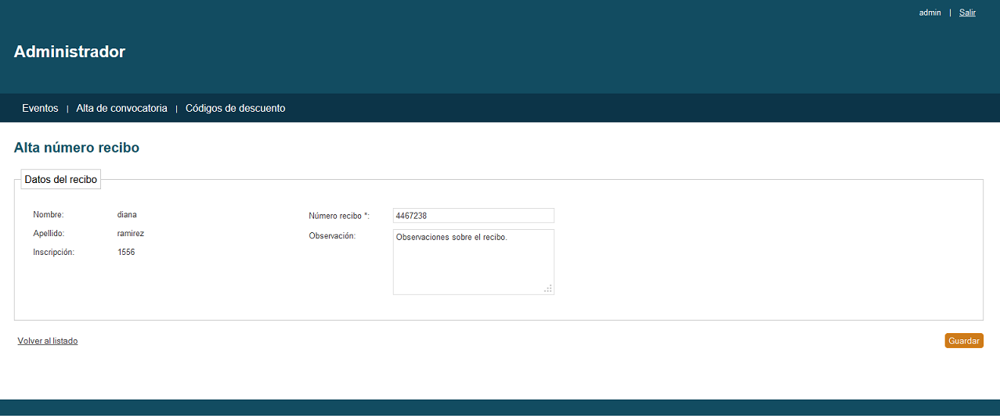 admin | Salir
Administrador
Eventos | Alta de convocatoria | Códigos de descuento
Alta número recibo
Datos del recibo
Nombre: diana
Apellido: ramirez
Inscripción: 1556
Número recibo *: 4467238
Observación: Observaciones sobre el recibo.
Volver al listado
Guardar